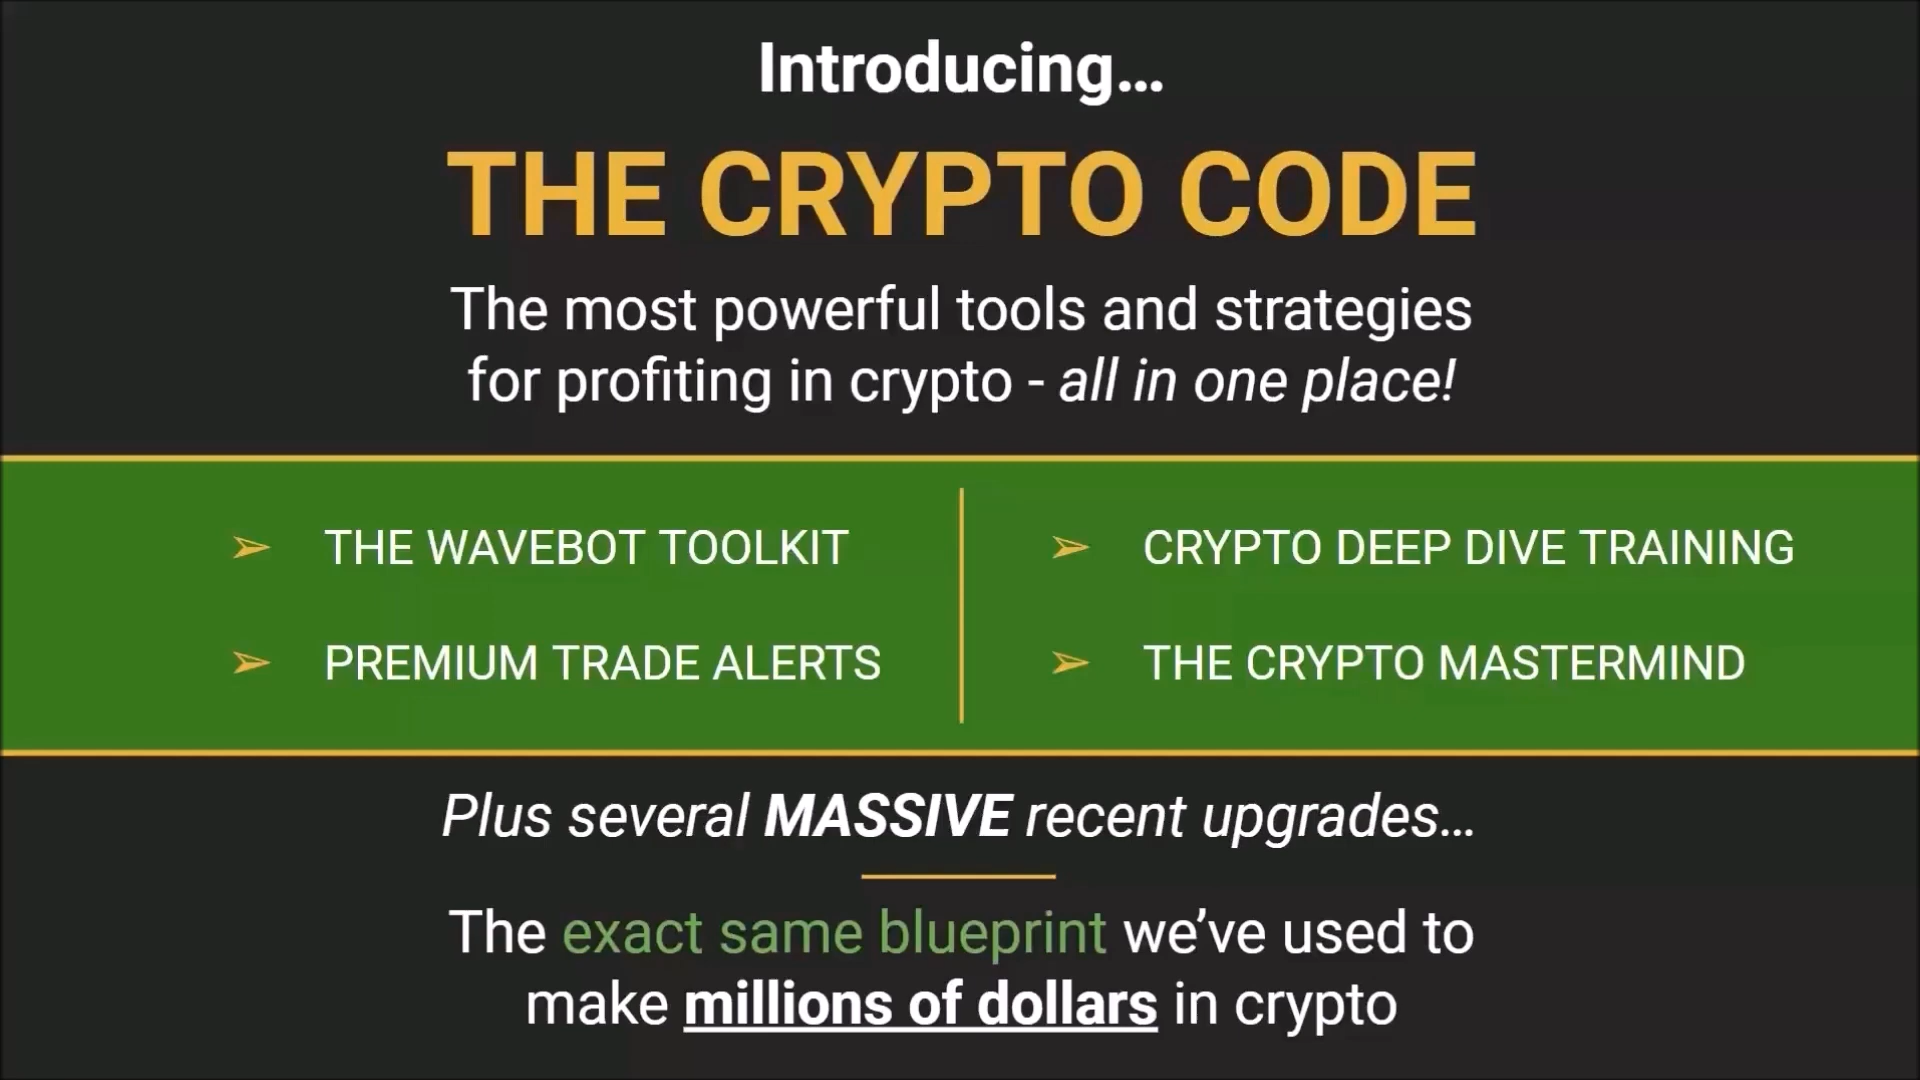 Introducing...
THE CRYPTO CODE
The most powerful tools and strategies
for profiting in crypto - all in one place!
➢ THE WAVEBOT TOOLKIT
➢ PREMIUM TRADE ALERTS
➢ CRYPTO DEEP DIVE TRAINING
➢ THE CRYPTO MASTERMIND
Plus several MASSIVE recent upgrades...
The exact same blueprint we’ve used to
make millions of dollars in crypto